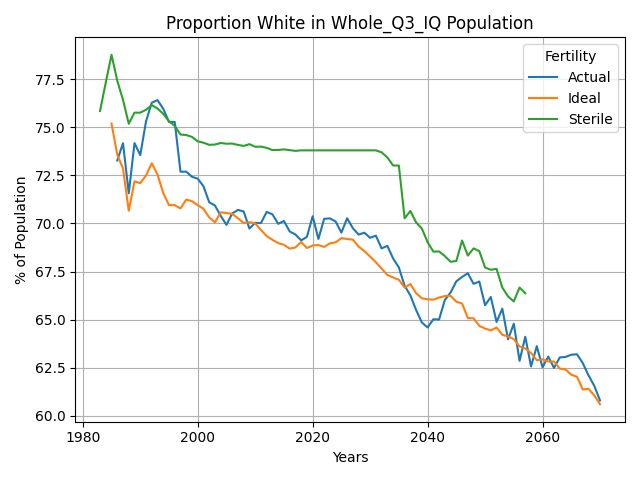 Proportion White in Whole_Q3_IQ Population
Fertility
Actual
Ideal
Sterile
% of Population
77.5
75.0
72.5
70.0
67.5
65.0
62.5
60.0
1980
2000
2020
2040
2060
Years